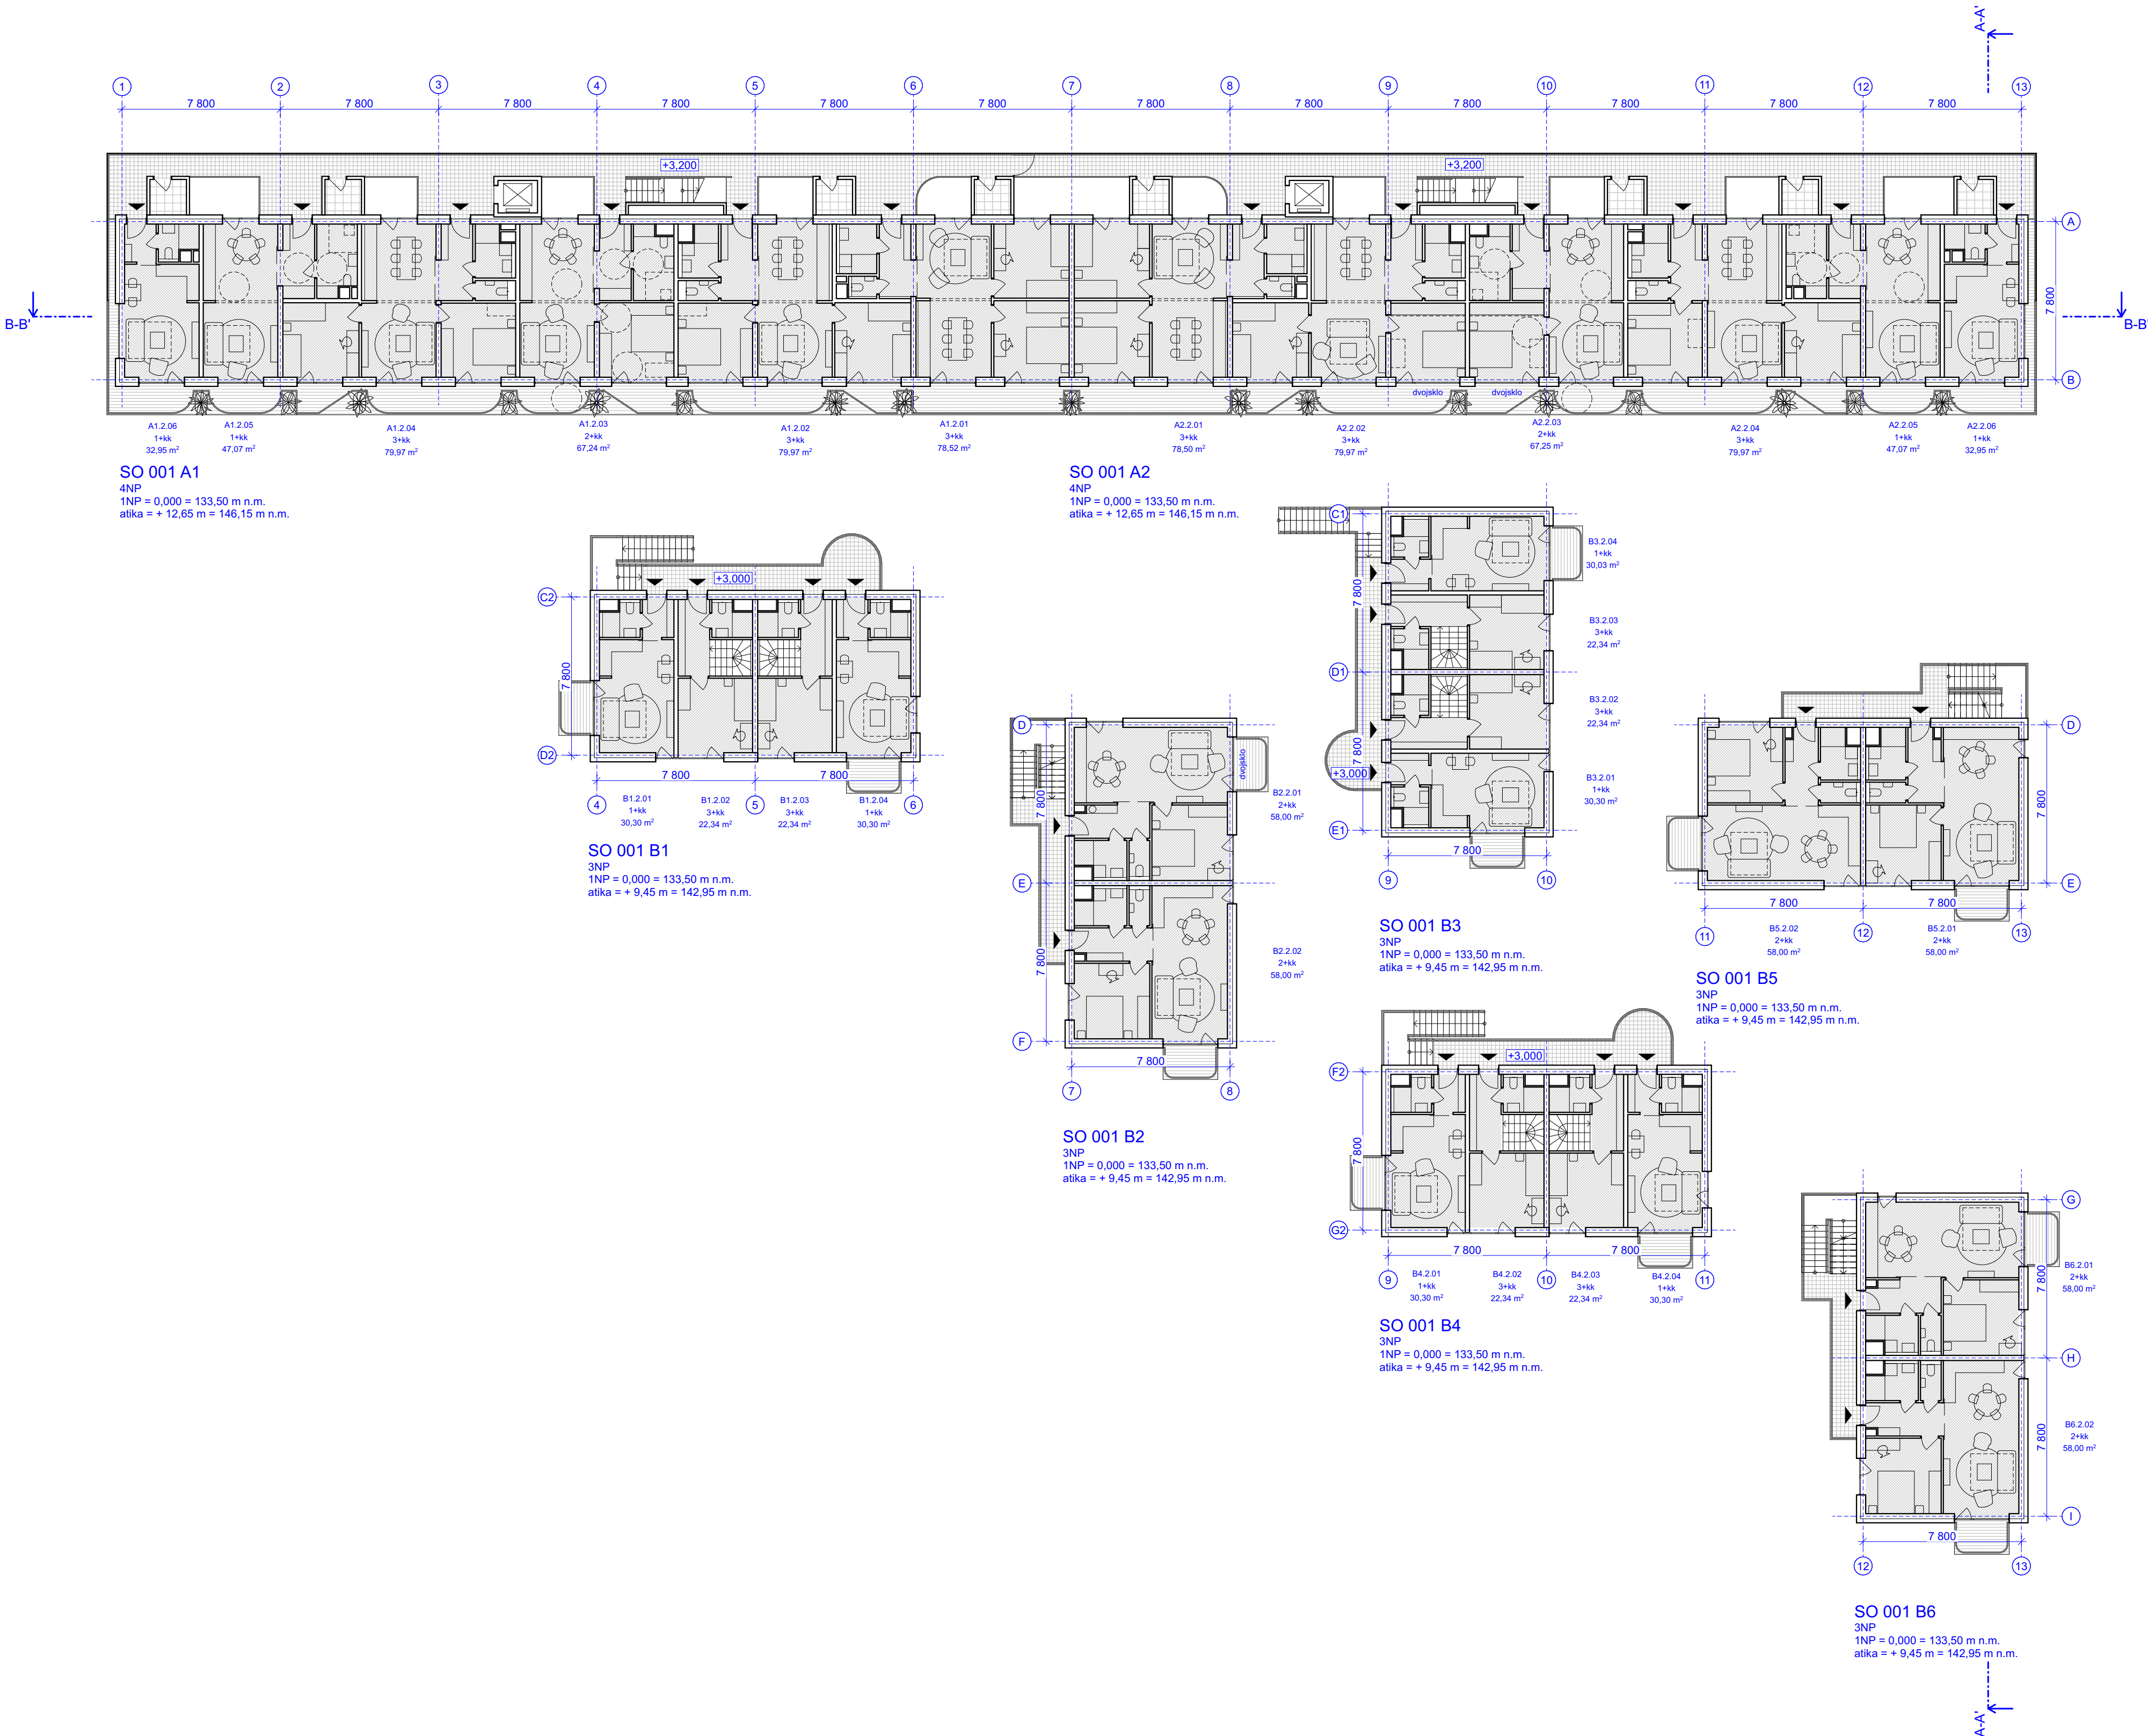 A-A'
1
2
3
4
5
6
7
8
9
10
11
12
13
7 800
7 800
7 800
7 800
7 800
7 800
7 800
7 800
7 800
7 800
7 800
7 800
+3,200
+3,200
A
7 800
B
B-B'
B-B'
dvojsklo
dvojsklo
A1.2.06
1+kk
32,95 m²
A1.2.05
1+kk
47,07 m²
A1.2.04
3+kk
79,97 m²
A1.2.03
2+kk
67,24 m²
A1.2.02
3+kk
79,97 m²
A1.2.01
3+kk
78,52 m²
A2.2.01
3+kk
78,50 m²
A2.2.02
3+kk
79,97 m²
A2.2.03
2+kk
67,25 m²
A2.2.04
3+kk
79,97 m²
A2.2.05
1+kk
47,07 m²
A2.2.06
1+kk
32,95 m²
SO 001 A1
4NP
1NP = 0,000 = 133,50 m n.m.
atika = + 12,65 m = 146,15 m n.m.
SO 001 A2
4NP
1NP = 0,000 = 133,50 m n.m.
atika = + 12,65 m = 146,15 m n.m.
+3,000
C2
7 800
D2
7 800
7 800
4
5
6
B1.2.01
1+kk
30,30 m²
B1.2.02
3+kk
22,34 m²
B1.2.03
3+kk
22,34 m²
B1.2.04
1+kk
30,30 m²
SO 001 B1
3NP
1NP = 0,000 = 133,50 m n.m.
atika = + 9,45 m = 142,95 m n.m.
D
7 800
E
7 800
F
dvojsklo
B2.2.01
2+kk
58,00 m²
B2.2.02
2+kk
58,00 m²
7 800
7
8
SO 001 B2
3NP
1NP = 0,000 = 133,50 m n.m.
atika = + 9,45 m = 142,95 m n.m.
C1
7 800
D1
7 800
+3,000
E1
B3.2.04
1+kk
30,03 m²
B3.2.03
3+kk
22,34 m²
B3.2.02
3+kk
22,34 m²
B3.2.01
1+kk
30,30 m²
7 800
9
10
SO 001 B3
3NP
1NP = 0,000 = 133,50 m n.m.
atika = + 9,45 m = 142,95 m n.m.
D
7 800
E
7 800
7 800
11
12
13
B5.2.02
2+kk
58,00 m²
B5.2.01
2+kk
58,00 m²
SO 001 B5
3NP
1NP = 0,000 = 133,50 m n.m.
atika = + 9,45 m = 142,95 m n.m.
+3,000
F2
7 800
G2
7 800
7 800
9
10
11
B4.2.01
1+kk
30,30 m²
B4.2.02
3+kk
22,34 m²
B4.2.03
3+kk
22,34 m²
B4.2.04
1+kk
30,30 m²
SO 001 B4
3NP
1NP = 0,000 = 133,50 m n.m.
atika = + 9,45 m = 142,95 m n.m.
G
7 800
H
7 800
I
B6.2.01
2+kk
58,00 m²
B6.2.02
2+kk
58,00 m²
7 800
12
13
SO 001 B6
3NP
1NP = 0,000 = 133,50 m n.m.
atika = + 9,45 m = 142,95 m n.m.
A-A'